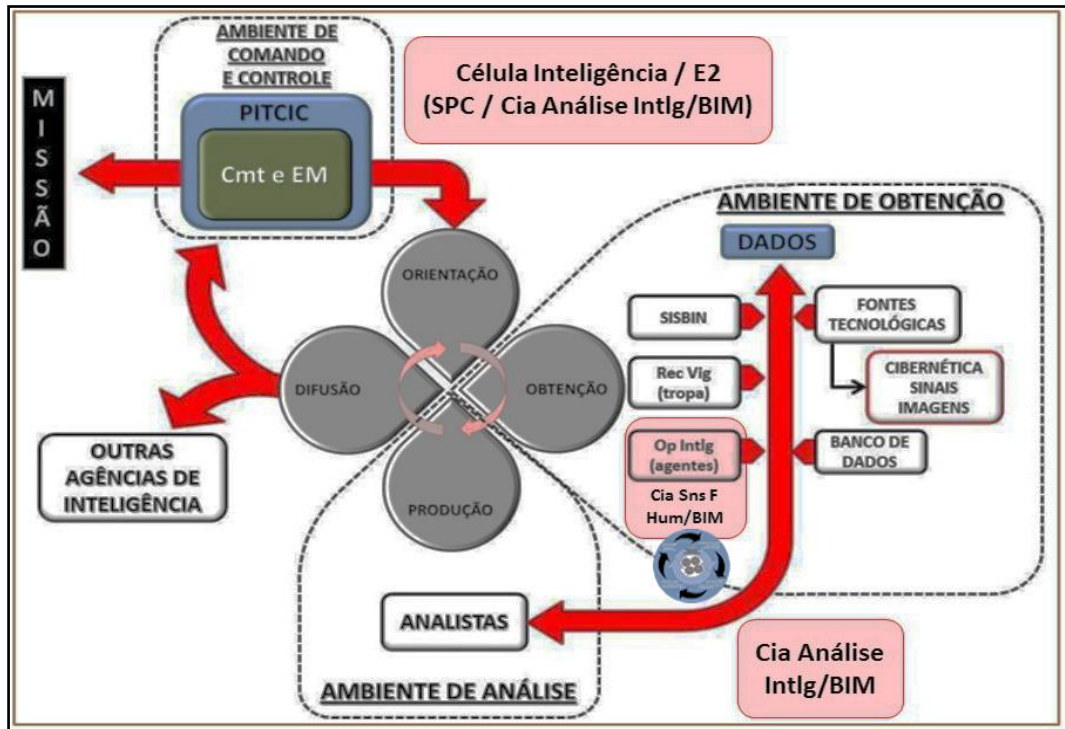 AMBIENTE DE
COMANDO
E CONTROLE
PITCIC
Cmt e EM
MISSÃO
Célula Inteligência / E2
(SPC / Cia Análise Intlg/BIM)
AMBIENTE DE OBTENÇÃO
DADOS
ORIENTAÇÃO
DIFUSÃO
OBTENÇÃO
PRODUÇÃO
SISBIN
FONTES
TECNOLÓGICAS
Rec Vig
(tropa)
CIBERNÉTICA
SINAIS
IMAGENS
Op Intlg
(agentes)
BANCO DE
DADOS
Cia Sns F
Hum/BIM
OUTRAS
AGÊNCIAS DE
INTELIGÊNCIA
ANALISTAS
AMBIENTE DE ANÁLISE
Cia Análise
Intlg/BIM